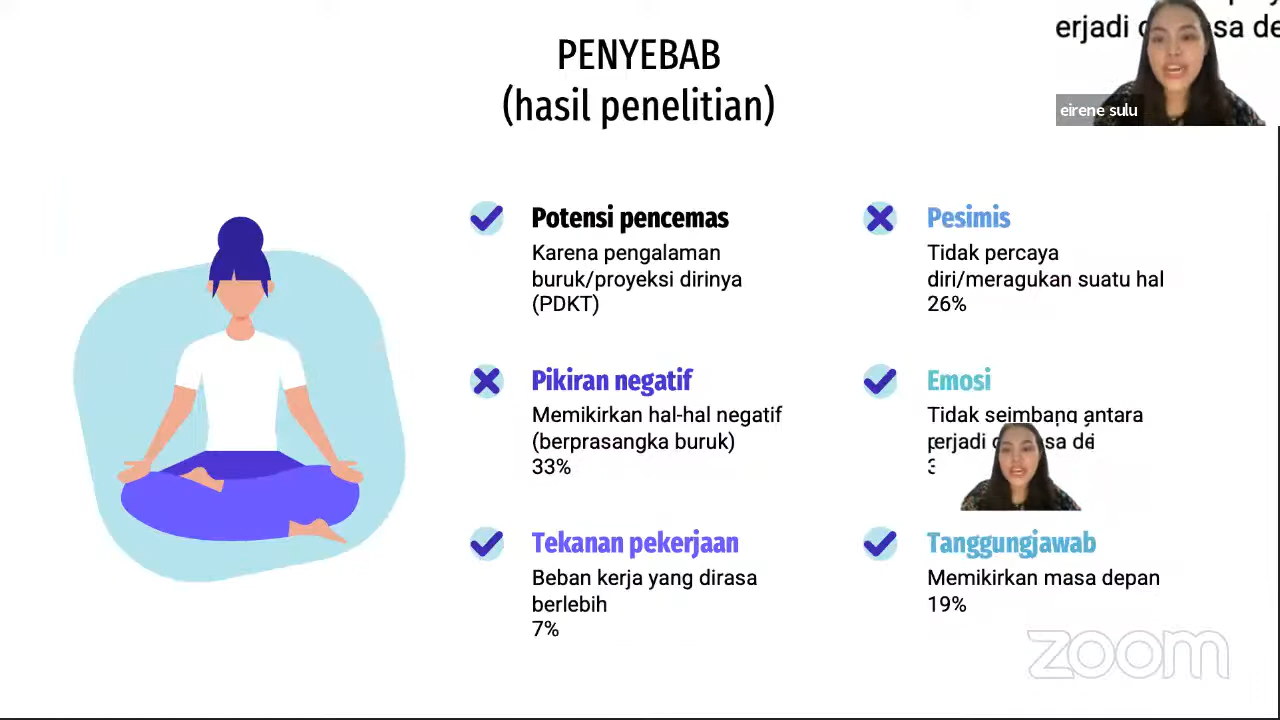 PENYEBAB
(hasil penelitian)
erjadi
sa de
eirene sulu
Potensi pencemas
Karena pengalaman
buruk/proyeksi dirinya
(PDKT)
Pesimis
Tidak percaya
diri/meragukan suatu hal
26%
Pikiran negatif
Memikirkan hal-hal negatif
(berprasangka buruk)
33%
Emosi
Tidak seimbang antara
Tekanan pekerjaan
Beban kerja yang dirasa
berlebih
7%
Tanggungjawab
Memikirkan masa depan
19%
zoom